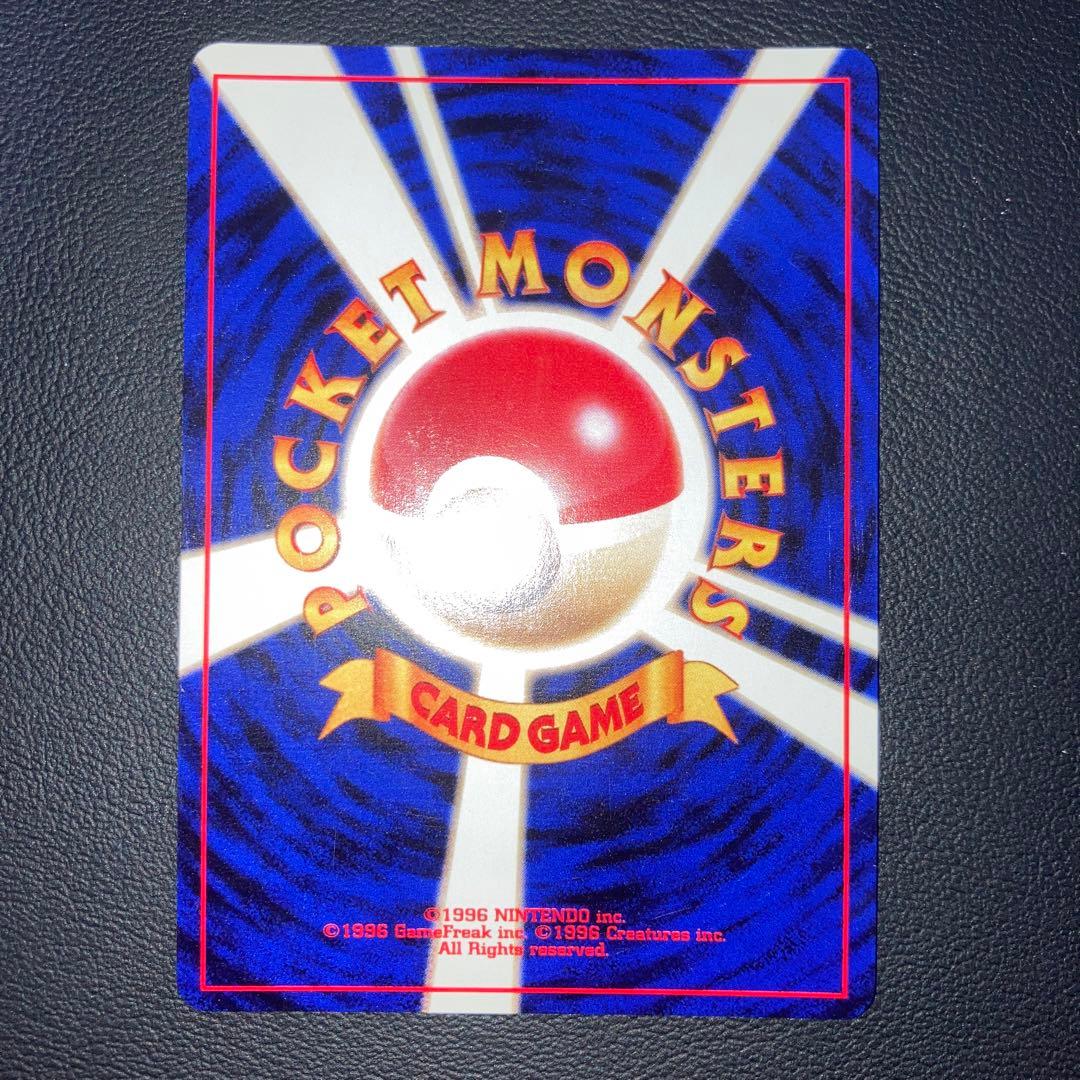 POCKET MONSTERS
CARD GAME
©1996 NINTENDO inc.
©1996 GameFreak inc. ©1996 Creatures inc.
All Rights reserved.